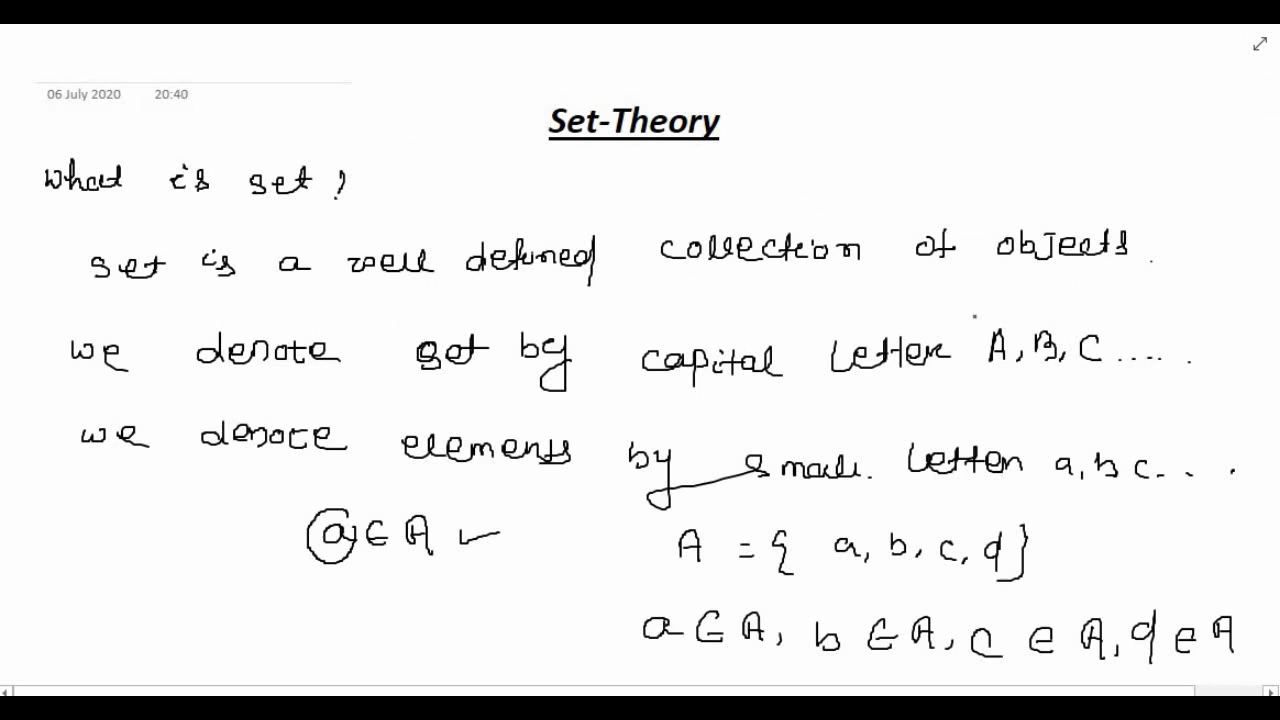 06 July 2020 20:40
Set-Theory
What is set?
set is a well defined collection of objects.
we denote set by capital letter A, B, C .....
we denote elements by small. letter a, b c - - .
a ∈ A ✓
A = { a, b, c, d }
a ∈ A, b ∈ A, c ∈ A, d ∈ A